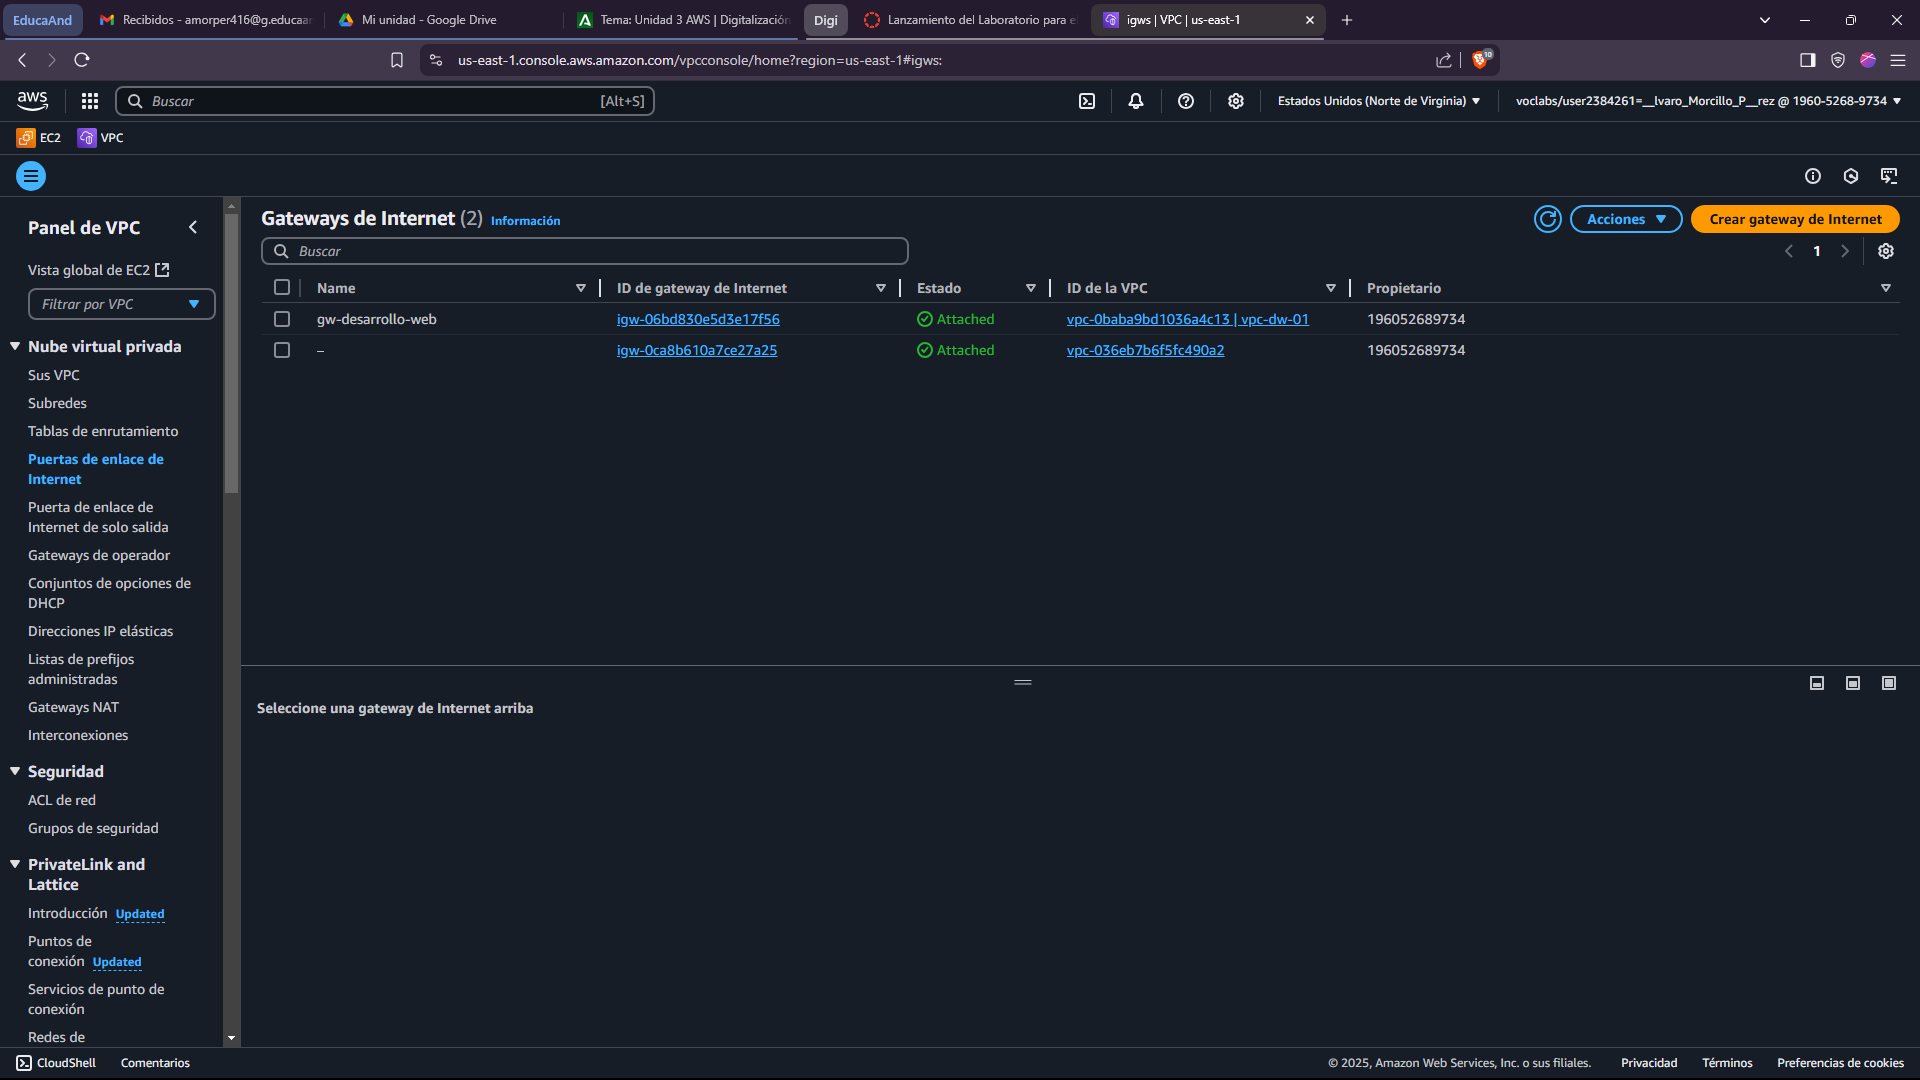 EducaAnd
Recibidos - amorper416@g.educaan
Mi unidad - Google Drive
Tema: Unidad 3 AWS | Digitalización
Digi
Lanzamiento del Laboratorio para e
igws | VPC | us-east-1
us-east-1.console.aws.amazon.com/vpcconsole/home?region=us-east-1#igws:
10
aws
Buscar
[Alt+S]
Estados Unidos (Norte de Virginia)
voclabs/user2384261=__lvaro_Morcillo_P__rez @ 1960-5268-9734
EC2
VPC
Panel de VPC
Vista global de EC2
Filtrar por VPC
Nube virtual privada
Sus VPC
Subredes
Tablas de enrutamiento
Puertas de enlace de
Internet
Puerta de enlace de
Internet de solo salida
Gateways de operador
Conjuntos de opciones de
DHCP
Direcciones IP elásticas
Listas de prefijos
administradas
Gateways NAT
Interconexiones
Seguridad
ACL de red
Grupos de seguridad
PrivateLink and
Lattice
Introducción Updated
Puntos de
conexión Updated
Servicios de punto de
conexión
Redes de
Gateways de Internet (2) Información
Acciones
Crear gateway de Internet
Buscar
1
Name ID de gateway de Internet Estado ID de la VPC Propietario
gw-desarrollo-web igw-06bd830e5d3e17f56 Attached vpc-0baba9bd1036a4c13 | vpc-dw-01 196052689734
– igw-0ca8b610a7ce27a25 Attached vpc-036eb7b6f5fc490a2 196052689734
Seleccione una gateway de Internet arriba
CloudShell
Comentarios
© 2025, Amazon Web Services, Inc. o sus filiales.
Privacidad
Términos
Preferencias de cookies